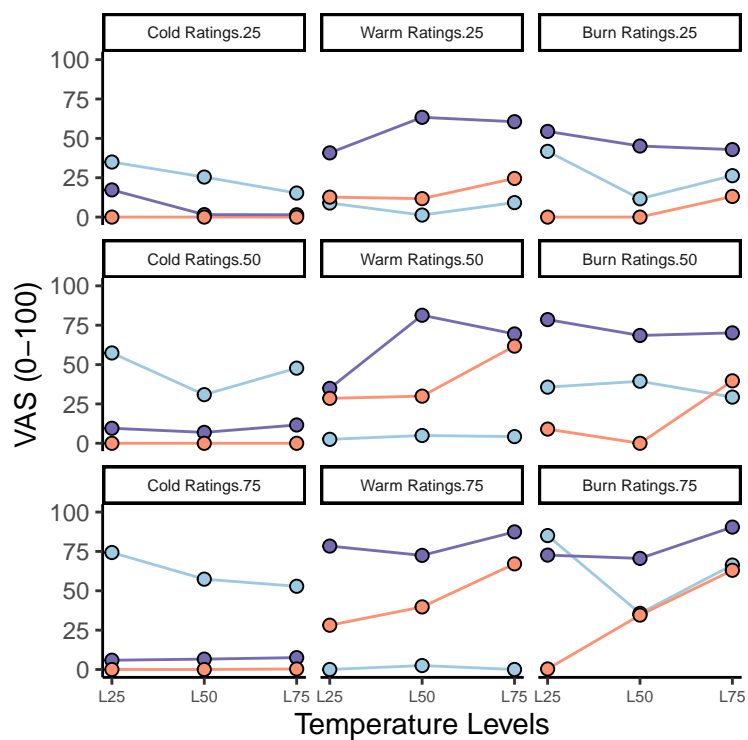 Cold Ratings.25 Warm Ratings.25 Burn Ratings.25
100
75
50
25
0
Cold Ratings.50 Warm Ratings.50 Burn Ratings.50
100
75
50
25
0
Cold Ratings.75 Warm Ratings.75 Burn Ratings.75
100
75
50
25
0
VAS (0−100)
L25 L50 L75 L25 L50 L75 L25 L50 L75
Temperature Levels